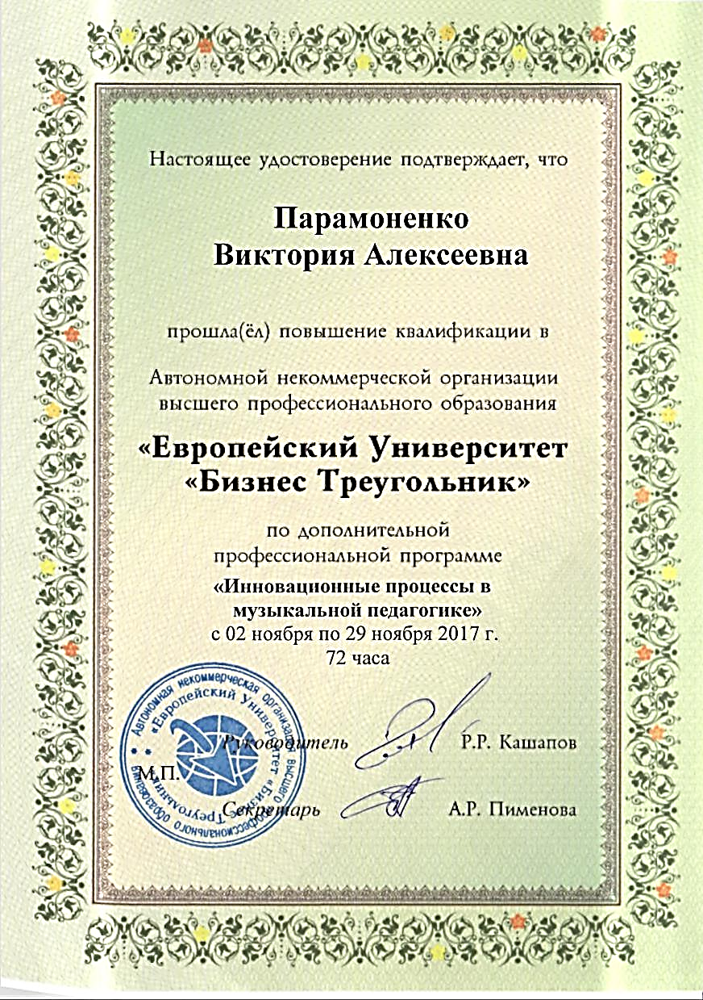 Настоящее удостоверение подтверждает, что
Парамоненко
Виктория Алексеевна
прошла(ёл) повышение квалификации в
Автономной некоммерческой организации
высшего профессионального образования
«Европейский Университет
«Бизнес Треугольник»
по дополнительной
профессиональной программе
«Инновационные процессы в
музыкальной педагогике»
с 02 ноября по 29 ноября 2017 г.
72 часа
Автономная некоммерческая организация высшего профессионального образования
«Европейский Университет «Бизнес Треугольник»
Руководитель Р.Р. Кашапов
М.П.
Секретарь А.Р. Пименова